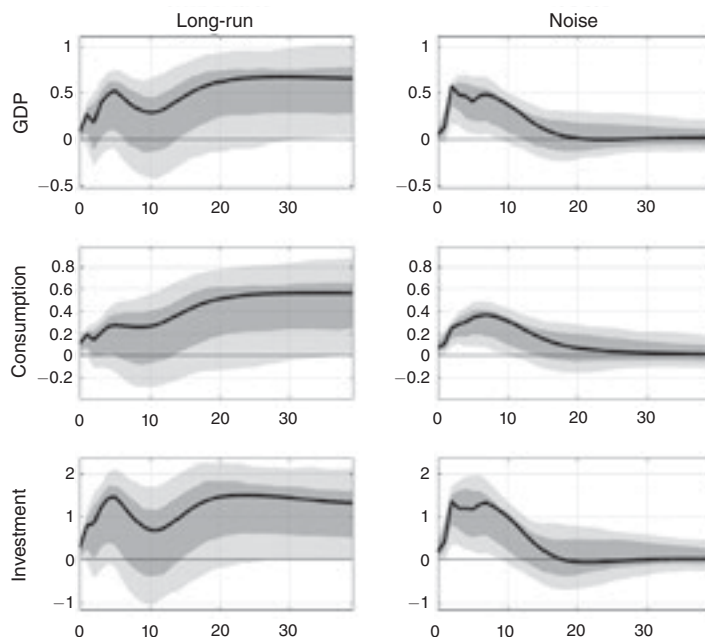 Long-run Noise
GDP
1 1
0.5 0.5
0 0
−0.5 −0.5
0 10 20 30 0 10 20 30
Consumption
0.8 0.8
0.6 0.6
0.4 0.4
0.2 0.2
0 0
−0.2 −0.2
0 10 20 30 0 10 20 30
Investment
2 2
1 1
0 0
−1 −1
0 10 20 30 0 10 20 30